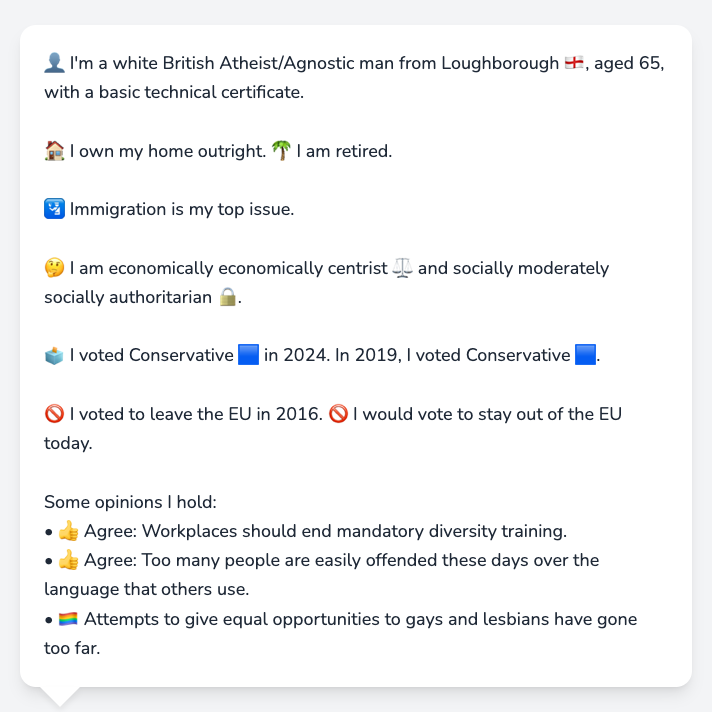 👤 I'm a white British Atheist/Agnostic man from Loughborough 🏴󠁧󠁢󠁥󠁮󠁧󠁿, aged 65,
with a basic technical certificate.
🏠 I own my home outright. 🌴 I am retired.
🛂 Immigration is my top issue.
🤔 I am economically economically centrist ⚖️ and socially moderately
socially authoritarian 🔒.
🗳️ I voted Conservative 🟦 in 2024. In 2019, I voted Conservative 🟦.
🚫 I voted to leave the EU in 2016. 🚫 I would vote to stay out of the EU
today.
Some opinions I hold:
• 👍 Agree: Workplaces should end mandatory diversity training.
• 👍 Agree: Too many people are easily offended these days over the
language that others use.
• 🏳️‍🌈 Attempts to give equal opportunities to gays and lesbians have gone
too far.